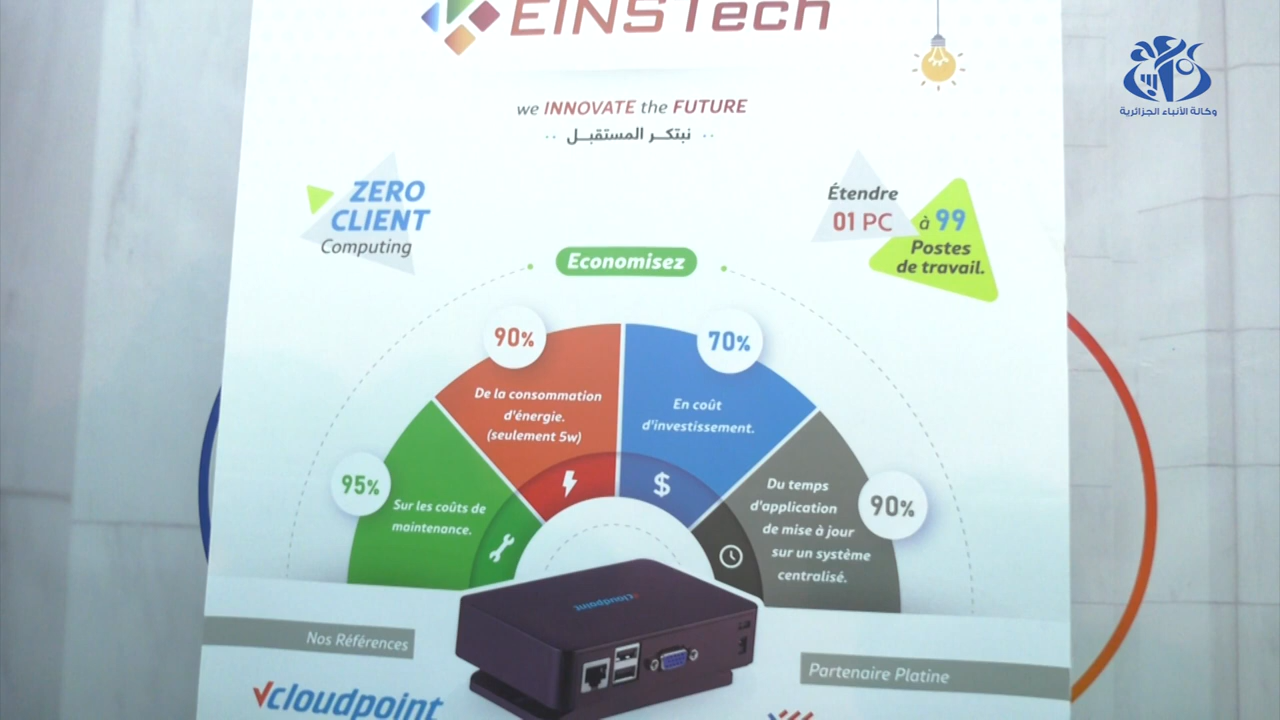 EINSTech
وكالة الأنباء الجزائرية
we INNOVATE the FUTURE
نبتكـر المستقبـل
ZERO
CLIENT
Computing
Étendre
01 PC à 99
Postes
de travail.
Economisez
90%
De la consommation
d'énergie.
(seulement 5w)
70%
En coût
d'investissement.
$
95%
Sur les coûts de
maintenance.
90%
Du temps
d'application
de mise à jour
sur un système
centralisé.
vcloudpoint
Nos Références
Partenaire Platine
vcloudpoint